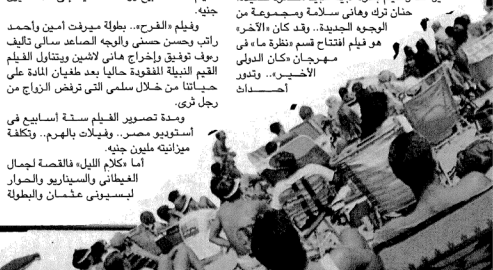 حنان ترك وهانى سلامة ومجموعة من
الوجوه الجديدة.. وقد كان «الآخر»
هو فيلم افتتاح قسم «نظرة ما» فى
مهرجان «كان الدولى
الأخير».. وتدور
أحداث
جنيه.
وفيلم «الفرح».. بطولة ميرفت أمين وأحمد
راتب وحسن حسنى والوجه الصاعد سالى تأليف
رءوف توفيق وإخراج هانى لاشين ويتناول الفيلم
القيم النبيلة المفقودة حاليا بعد طغيان المادة على
حياتنا من خلال سلمى التى ترفض الزواج من
رجل ثرى.
ومدة تصوير الفيلم ستة أسابيع فى
أستوديو مصر.. وفيلات بالهرم.. وتكلفة
ميزانيته مليون جنيه.
أما «كلام الليل» فالقصة لجمال
الغيطانى والسيناريو والحوار
لبسيونى عثمان والبطولة